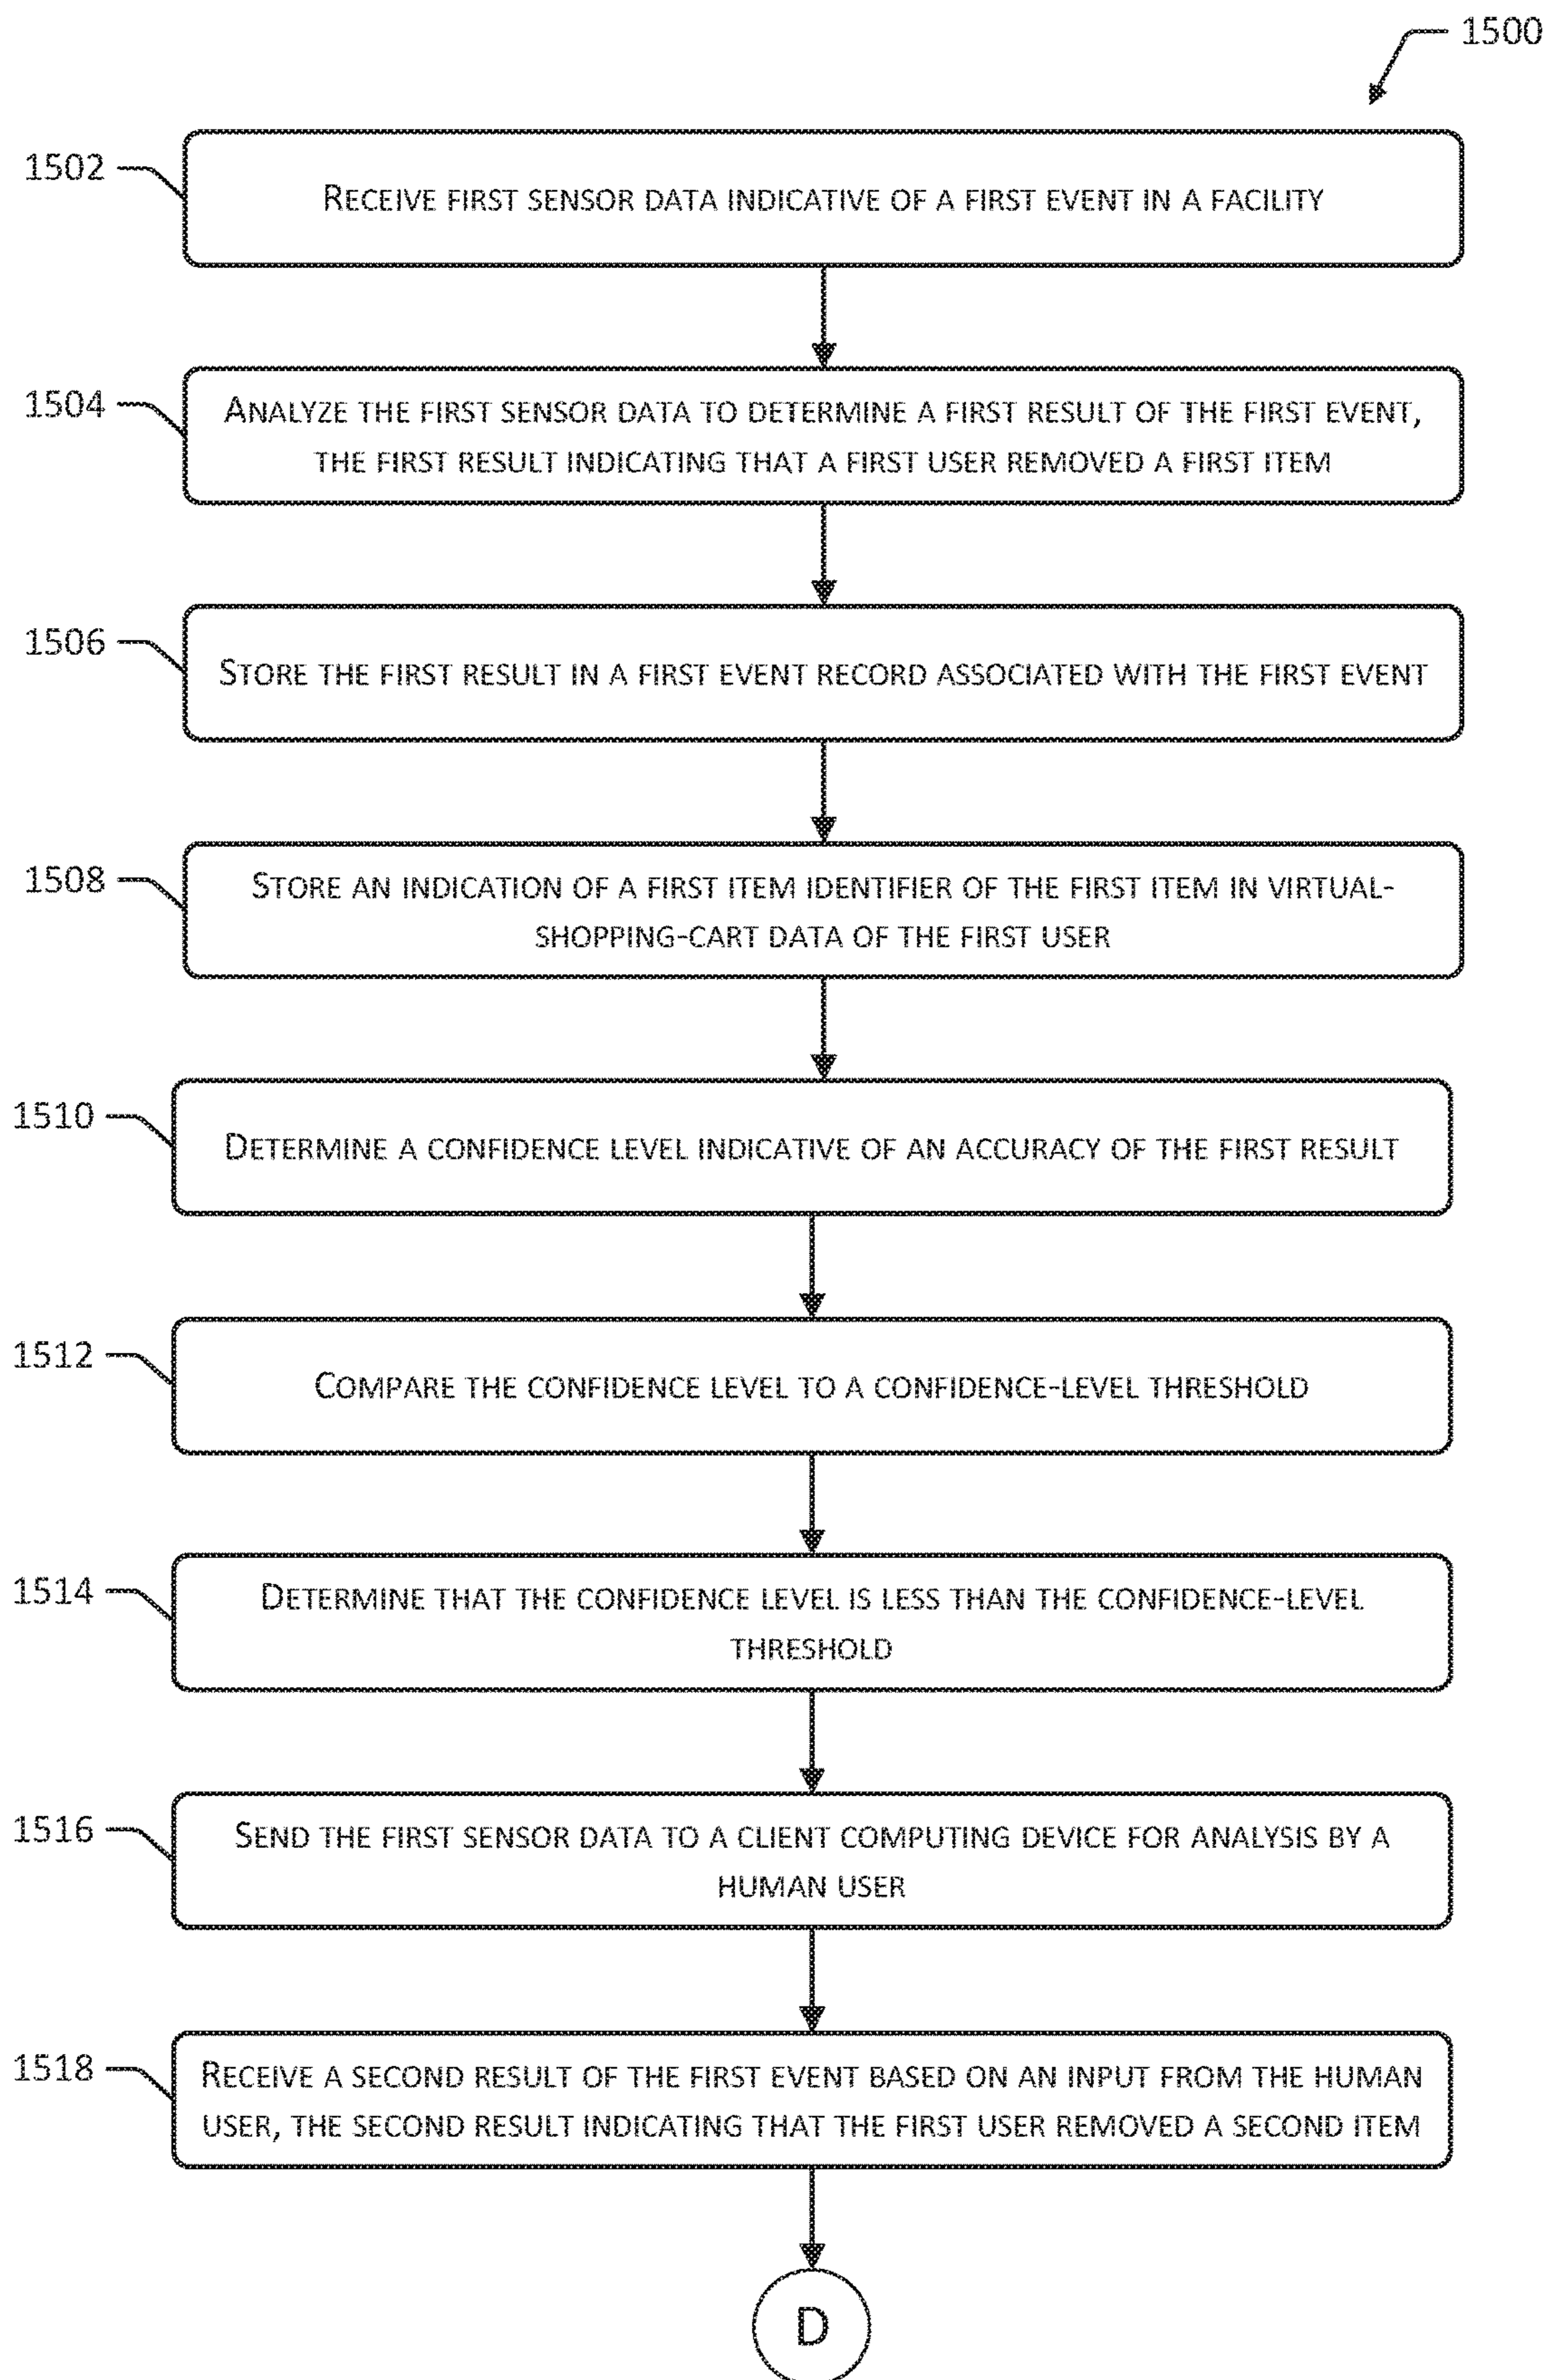 1500
1502
RECEIVE FIRST SENSOR DATA INDICATIVE OF A FIRST EVENT IN A FACILITY
1504
ANALYZE THE FIRST SENSOR DATA TO DETERMINE A FIRST RESULT OF THE FIRST EVENT,
THE FIRST RESULT INDICATING THAT A FIRST USER REMOVED A FIRST ITEM
1506
STORE THE FIRST RESULT IN A FIRST EVENT RECORD ASSOCIATED WITH THE FIRST EVENT
1508
STORE AN INDICATION OF A FIRST ITEM IDENTIFIER OF THE FIRST ITEM IN VIRTUAL-
SHOPPING-CART DATA OF THE FIRST USER
1510
DETERMINE A CONFIDENCE LEVEL INDICATIVE OF AN ACCURACY OF THE FIRST RESULT
1512
COMPARE THE CONFIDENCE LEVEL TO A CONFIDENCE-LEVEL THRESHOLD
1514
DETERMINE THAT THE CONFIDENCE LEVEL IS LESS THAN THE CONFIDENCE-LEVEL
THRESHOLD
1516
SEND THE FIRST SENSOR DATA TO A CLIENT COMPUTING DEVICE FOR ANALYSIS BY A
HUMAN USER
1518
RECEIVE A SECOND RESULT OF THE FIRST EVENT BASED ON AN INPUT FROM THE HUMAN
USER, THE SECOND RESULT INDICATING THAT THE FIRST USER REMOVED A SECOND ITEM
D